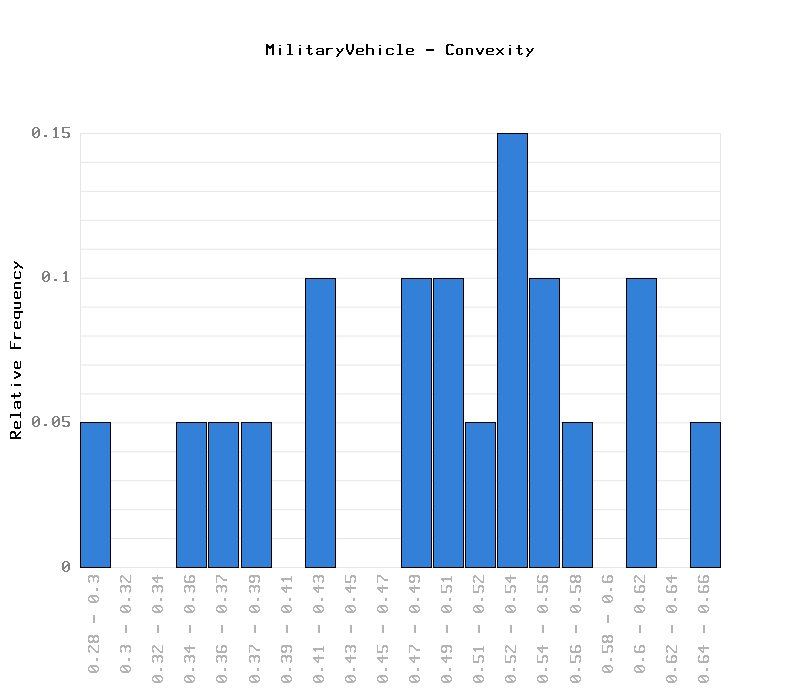 MilitaryVehicle - Convexity
Relative Frequency
0.15
0.1
0.05
0
0.28 - 0.3
0.3 - 0.32
0.32 - 0.34
0.34 - 0.36
0.36 - 0.37
0.37 - 0.39
0.39 - 0.41
0.41 - 0.43
0.43 - 0.45
0.45 - 0.47
0.47 - 0.49
0.49 - 0.51
0.51 - 0.52
0.52 - 0.54
0.54 - 0.56
0.56 - 0.58
0.58 - 0.6
0.6 - 0.62
0.62 - 0.64
0.64 - 0.66